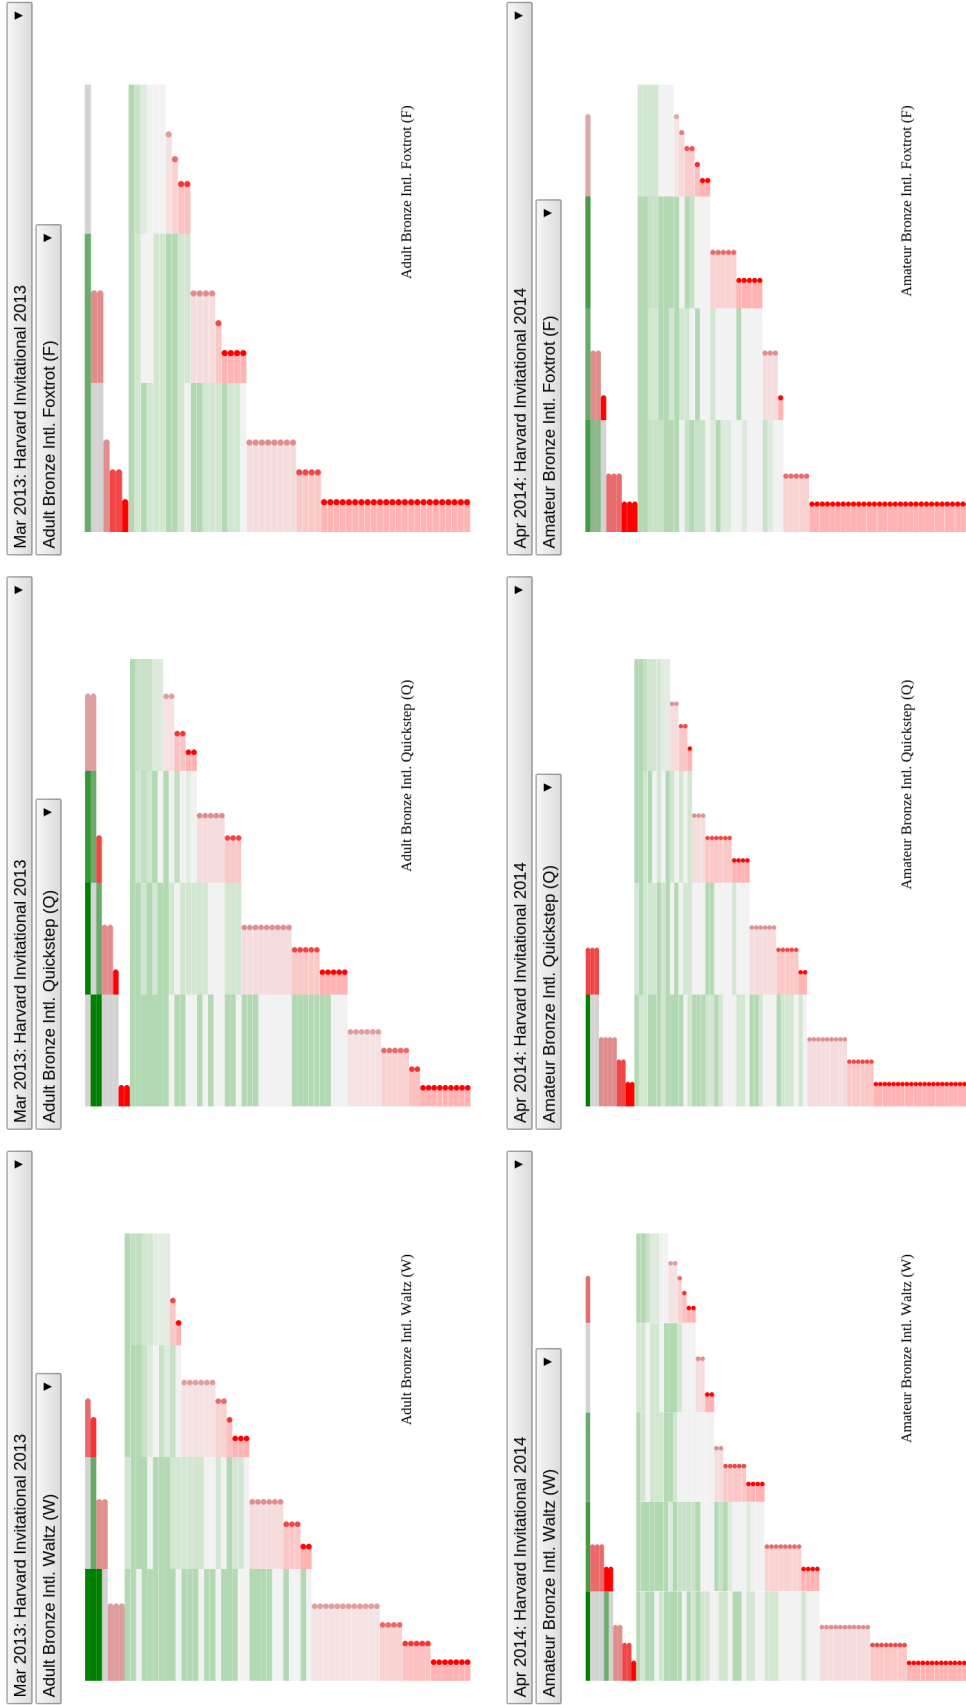 Mar 2013: Harvard Invitational 2013
Adult Bronze Intl. Waltz (W)
Adult Bronze Intl. Waltz (W)
Mar 2013: Harvard Invitational 2013
Adult Bronze Intl. Quickstep (Q)
Adult Bronze Intl. Quickstep (Q)
Mar 2013: Harvard Invitational 2013
Adult Bronze Intl. Foxtrot (F)
Adult Bronze Intl. Foxtrot (F)
Apr 2014: Harvard Invitational 2014
Amateur Bronze Intl. Waltz (W)
Amateur Bronze Intl. Waltz (W)
Apr 2014: Harvard Invitational 2014
Amateur Bronze Intl. Quickstep (Q)
Amateur Bronze Intl. Quickstep (Q)
Apr 2014: Harvard Invitational 2014
Amateur Bronze Intl. Foxtrot (F)
Amateur Bronze Intl. Foxtrot (F)